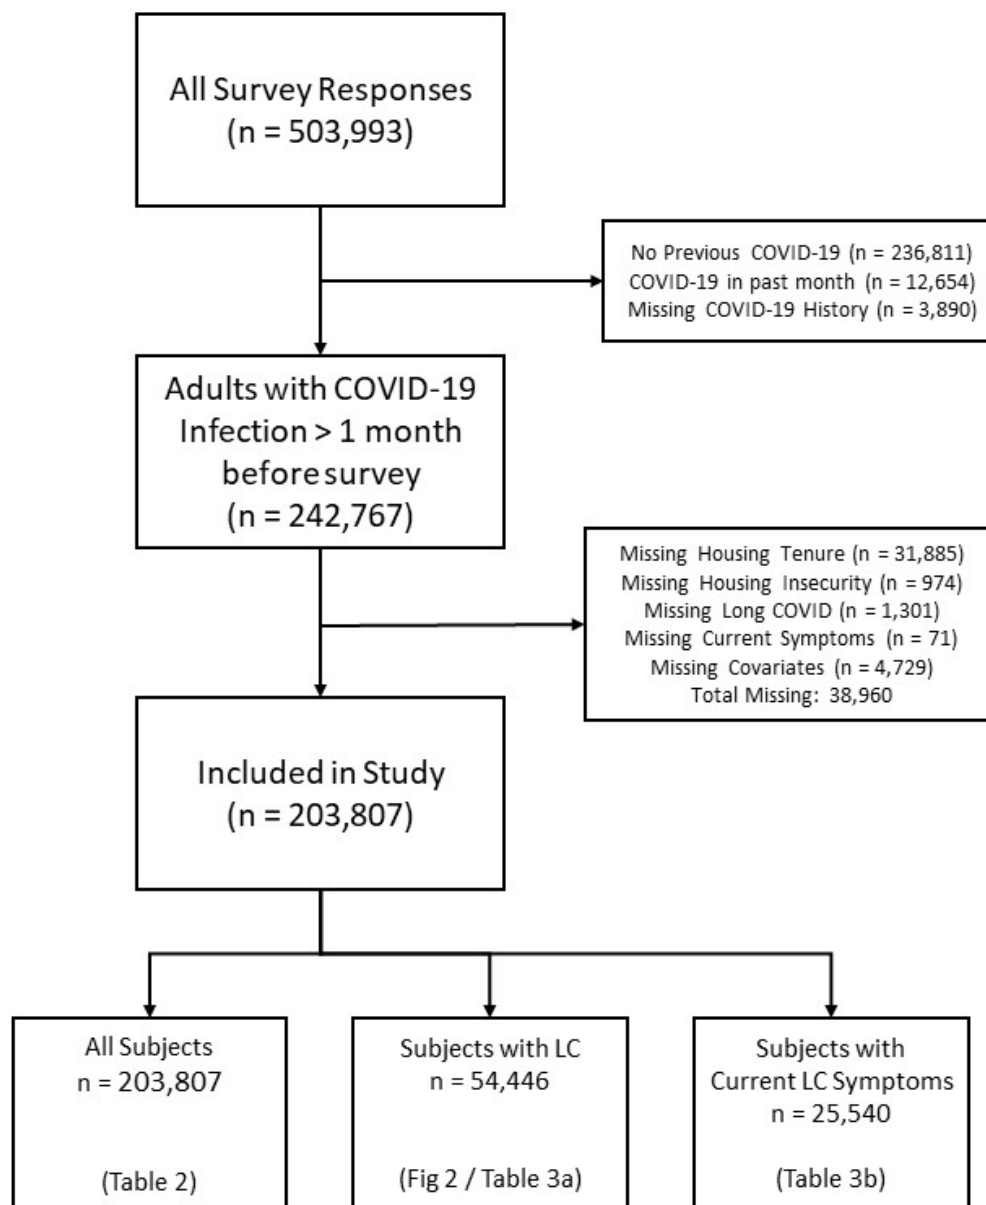 All Survey Responses
(n = 503,993)
No Previous COVID-19 (n = 236,811)
COVID-19 in past month (n = 12,654)
Missing COVID-19 History (n = 3,890)
Adults with COVID-19
Infection > 1 month
before survey
(n = 242,767)
Missing Housing Tenure (n = 31,885)
Missing Housing Insecurity (n = 974)
Missing Long COVID (n = 1,301)
Missing Current Symptoms (n = 71)
Missing Covariates (n = 4,729)
Total Missing: 38,960
Included in Study
(n = 203,807)
All Subjects
n = 203,807
(Table 2)
Subjects with LC
n = 54,446
(Fig 2 / Table 3a)
Subjects with
Current LC Symptoms
n = 25,540
(Table 3b)